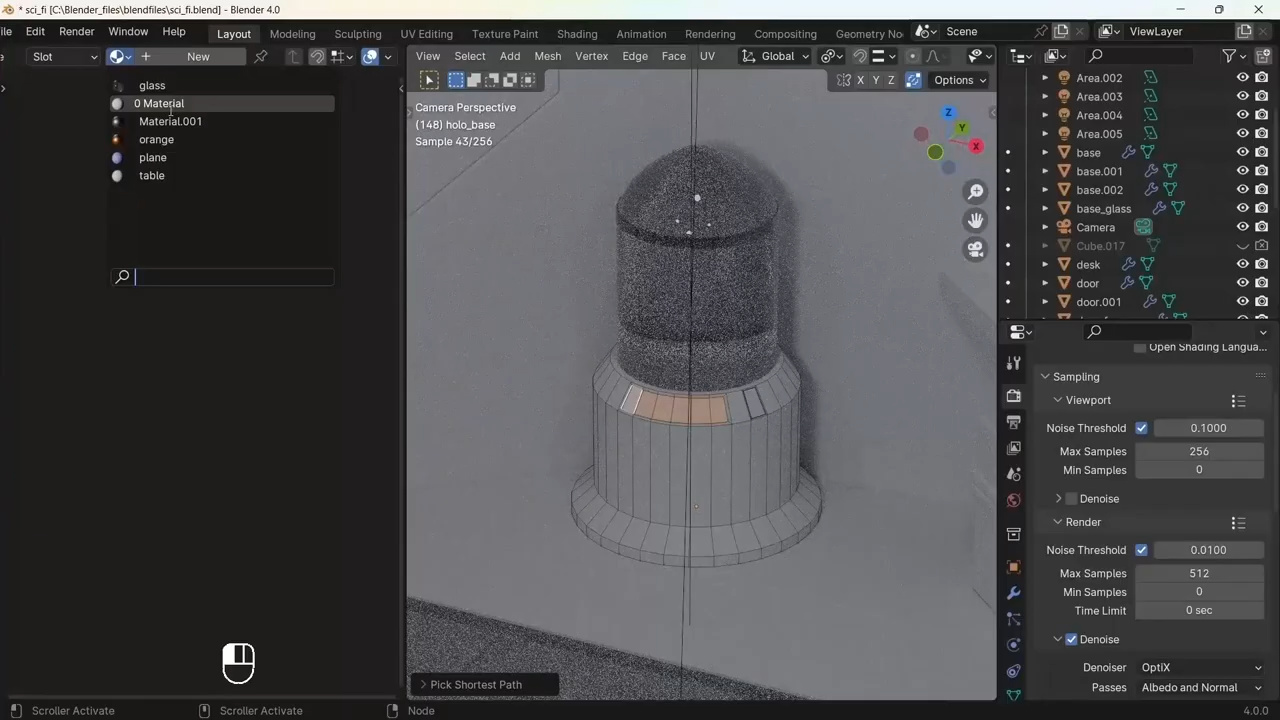 * sci_fi [C:\Blender_files\blendfiles\sci_fi.blend] - Blender 4.0
Edit Render Window Help Layout Modeling Sculpting UV Editing Texture Paint Shading Animation Rendering Compositing Geometry No Scene ViewLayer
Slot New View Select Add Mesh Vertex Edge Face UV Global
X Y Z Options
Camera Perspective
(148) holo_base
Sample 43/256
glass
0 Material
Material.001
orange
plane
table
Z
Y
X
Area.002
Area.003
Area.004
Area.005
base
base.001
base.002
base_glass
Camera
Cube.017
desk
door
door.001
Open Shading Langua...
Sampling
Viewport
Noise Threshold 0.1000
Max Samples 256
Min Samples 0
Denoise
Render
Noise Threshold 0.0100
Max Samples 512
Min Samples 0
Time Limit 0 sec
Denoise
Denoiser OptiX
Passes Albedo and Normal
Pick Shortest Path
Scroller Activate Scroller Activate Node 4.0.0